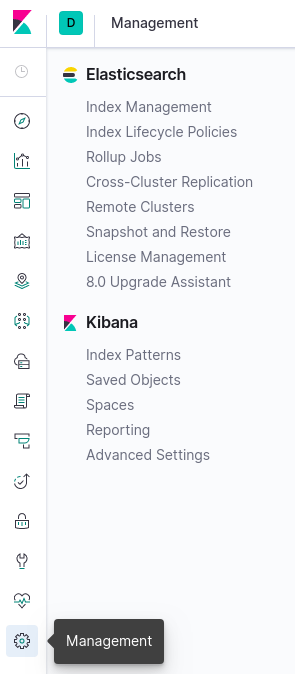 D Management
Elasticsearch
Index Management
Index Lifecycle Policies
Rollup Jobs
Cross-Cluster Replication
Remote Clusters
Snapshot and Restore
License Management
8.0 Upgrade Assistant
Kibana
Index Patterns
Saved Objects
Spaces
Reporting
Advanced Settings
Management